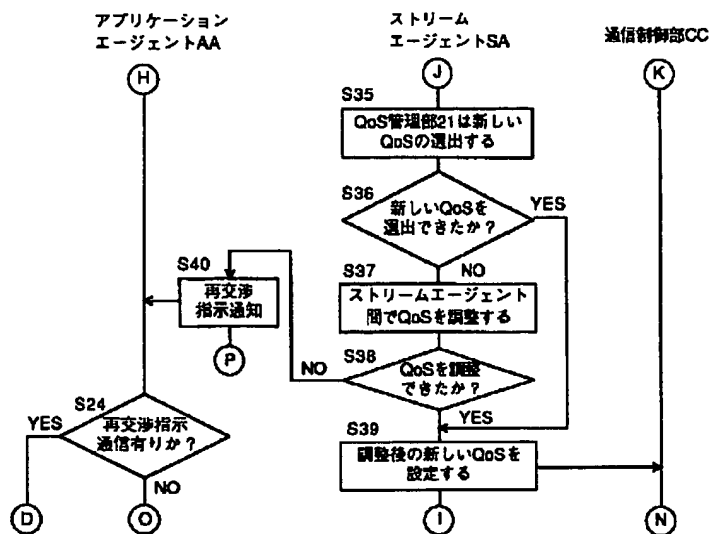 アプリケーション
エージェントAA
ストリーム
エージェントSA
通信制御部CC
H
J
K
S35
QoS管理部21は新しい
QoSの選出する
S36
新しいQoSを
選出できたか?
YES
NO
S37
ストリームエージェント
間でQoSを調整する
S40
再交渉
指示通知
P
S38
QoSを調整
できたか?
NO
YES
S24
再交渉指示
通信有りか?
YES
NO
S39
調整後の新しいQoSを
設定する
D
O
I
N